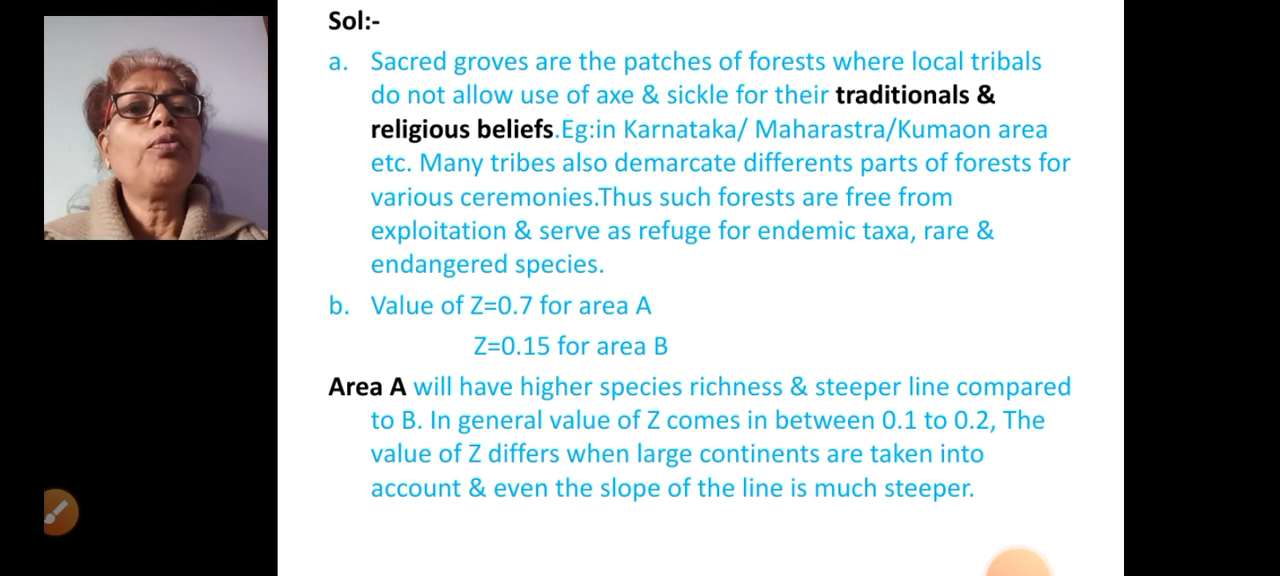 Sol:-
a. Sacred groves are the patches of forests where local tribals
do not allow use of axe & sickle for their traditionals &
religious beliefs.Eg:in Karnataka/ Maharastra/Kumaon area
etc. Many tribes also demarcate differents parts of forests for
various ceremonies.Thus such forests are free from
exploitation & serve as refuge for endemic taxa, rare &
endangered species.
b. Value of Z=0.7 for area A
Z=0.15 for area B
Area A will have higher species richness & steeper line compared
to B. In general value of Z comes in between 0.1 to 0.2, The
value of Z differs when large continents are taken into
account & even the slope of the line is much steeper.